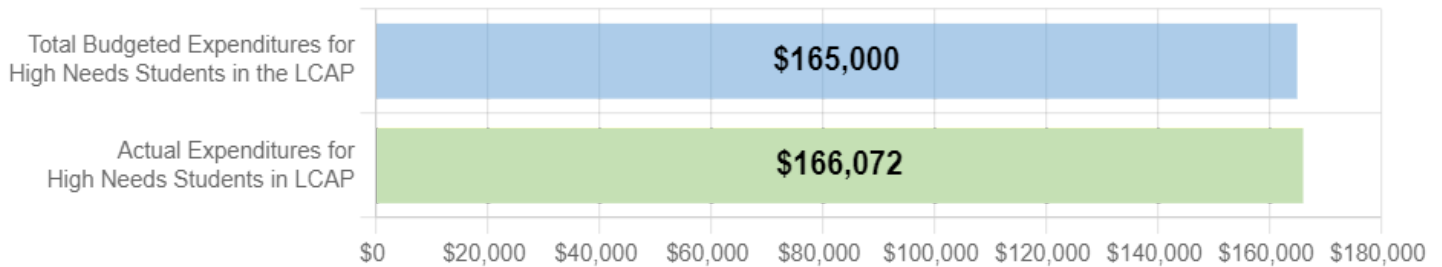 Total Budgeted Expenditures for
High Needs Students in the LCAP
$165,000
Actual Expenditures for
High Needs Students in LCAP
$166,072
$0 $20,000 $40,000 $60,000 $80,000 $100,000 $120,000 $140,000 $160,000 $180,000